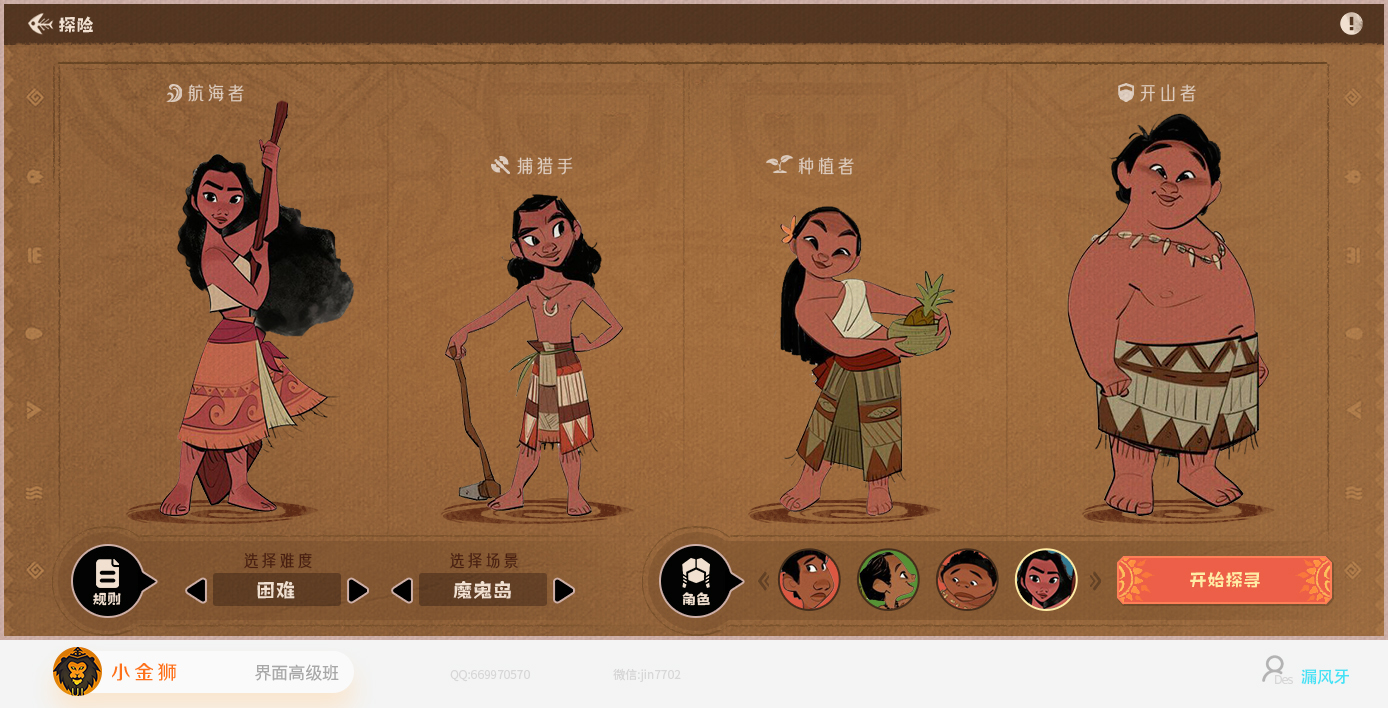 探险
航海者
开山者
捕猎手
种植者
规则
选择难度
困难
选择场景
魔鬼岛
角色
开始探寻
小金狮
界面高级班
QQ:669970570
微信:jin7702
Des
漏风牙